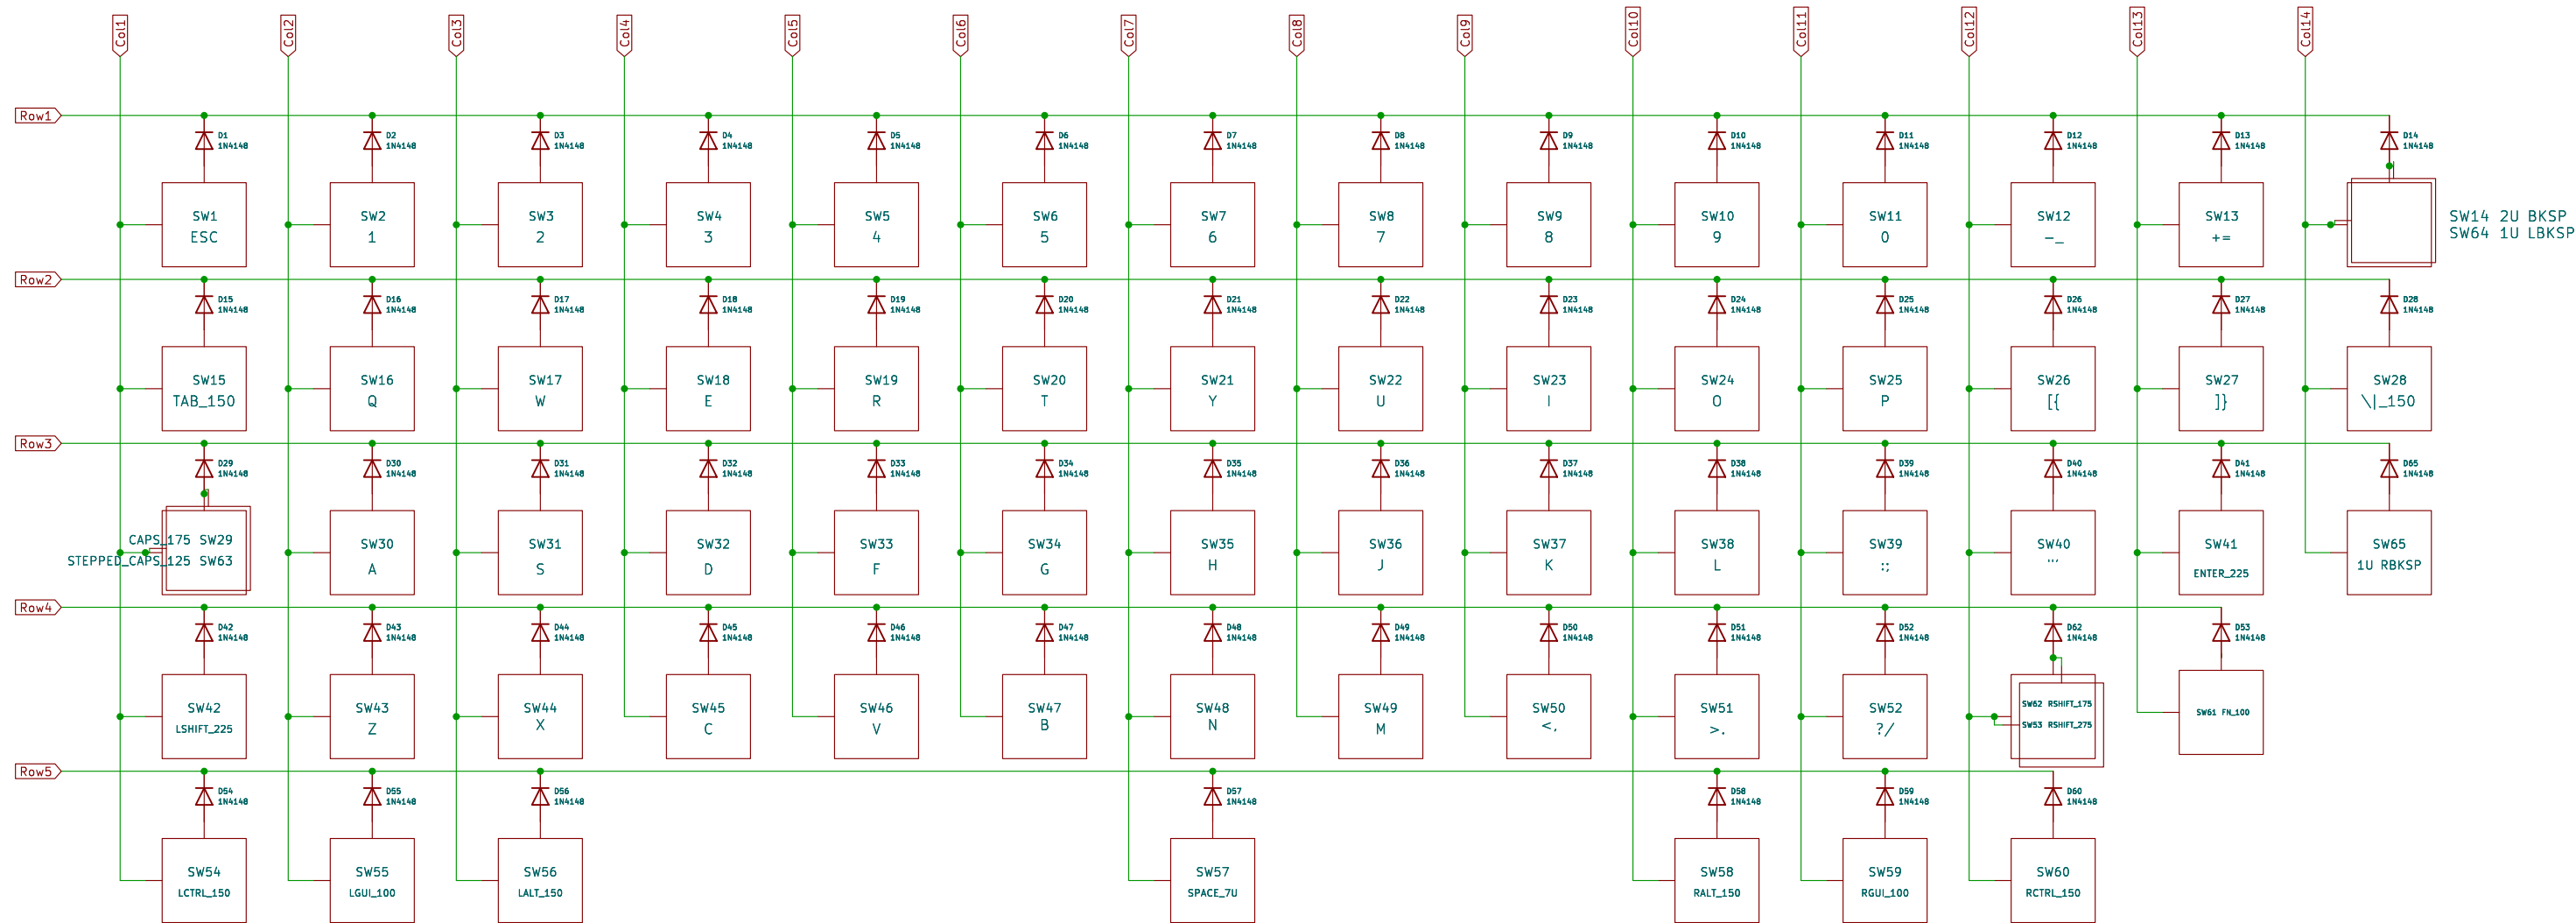 Col1 Col2 Col3 Col4 Col5 Col6 Col7 Col8 Col9 Col10 Col11 Col12 Col13 Col14
Row1
D1 D2 D3 D4 D5 D6 D7 D8 D9 D10 D11 D12 D13 D14
1N4148 1N4148 1N4148 1N4148 1N4148 1N4148 1N4148 1N4148 1N4148 1N4148 1N4148 1N4148 1N4148 1N4148
SW1 SW2 SW3 SW4 SW5 SW6 SW7 SW8 SW9 SW10 SW11 SW12 SW13 SW14 2U BKSP
SW64 1U LBKSP
ESC 1 2 3 4 5 6 7 8 9 0 -_ +=
Row2
D15 D16 D17 D18 D19 D20 D21 D22 D23 D24 D25 D26 D27 D28
1N4148 1N4148 1N4148 1N4148 1N4148 1N4148 1N4148 1N4148 1N4148 1N4148 1N4148 1N4148 1N4148 1N4148
SW15 SW16 SW17 SW18 SW19 SW20 SW21 SW22 SW23 SW24 SW25 SW26 SW27 SW28
TAB_150 Q W E R T Y U I O P [{ ]} \|_150
Row3
D29 D30 D31 D32 D33 D34 D35 D36 D37 D38 D39 D40 D41 D65
1N4148 1N4148 1N4148 1N4148 1N4148 1N4148 1N4148 1N4148 1N4148 1N4148 1N4148 1N4148 1N4148 1N4148
CAPS_175 SW29 SW30 SW31 SW32 SW33 SW34 SW35 SW36 SW37 SW38 SW39 SW40 SW41 SW65
STEPPED_CAPS_125 SW63 A S D F G H J K L :; "' ENTER_225 1U RBKSP
Row4
D42 D43 D44 D45 D46 D47 D48 D49 D50 D51 D52 D62 D53
1N4148 1N4148 1N4148 1N4148 1N4148 1N4148 1N4148 1N4148 1N4148 1N4148 1N4148 1N4148 1N4148
SW42 SW43 SW44 SW45 SW46 SW47 SW48 SW49 SW50 SW51 SW52 SW62 RSHIFT_175 SW61 FN_100
LSHIFT_225 Z X C V B N M <, >. ?/ SW53 RSHIFT_275
Row5
D54 D55 D56 D57 D58 D59 D60
1N4148 1N4148 1N4148 1N4148 1N4148 1N4148 1N4148
SW54 SW55 SW56 SW57 SW58 SW59 SW60
LCTRL_150 LGUI_100 LALT_150 SPACE_7U RALT_150 RGUI_100 RCTRL_150